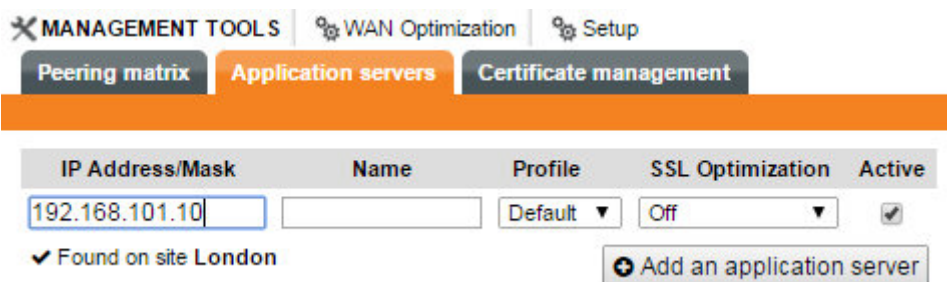 MANAGEMENT TOOLS WAN Optimization Setup
Peering matrix Application servers Certificate management
IP Address/Mask Name Profile SSL Optimization Active
192.168.101.10 Default Off
Found on site London Add an application server